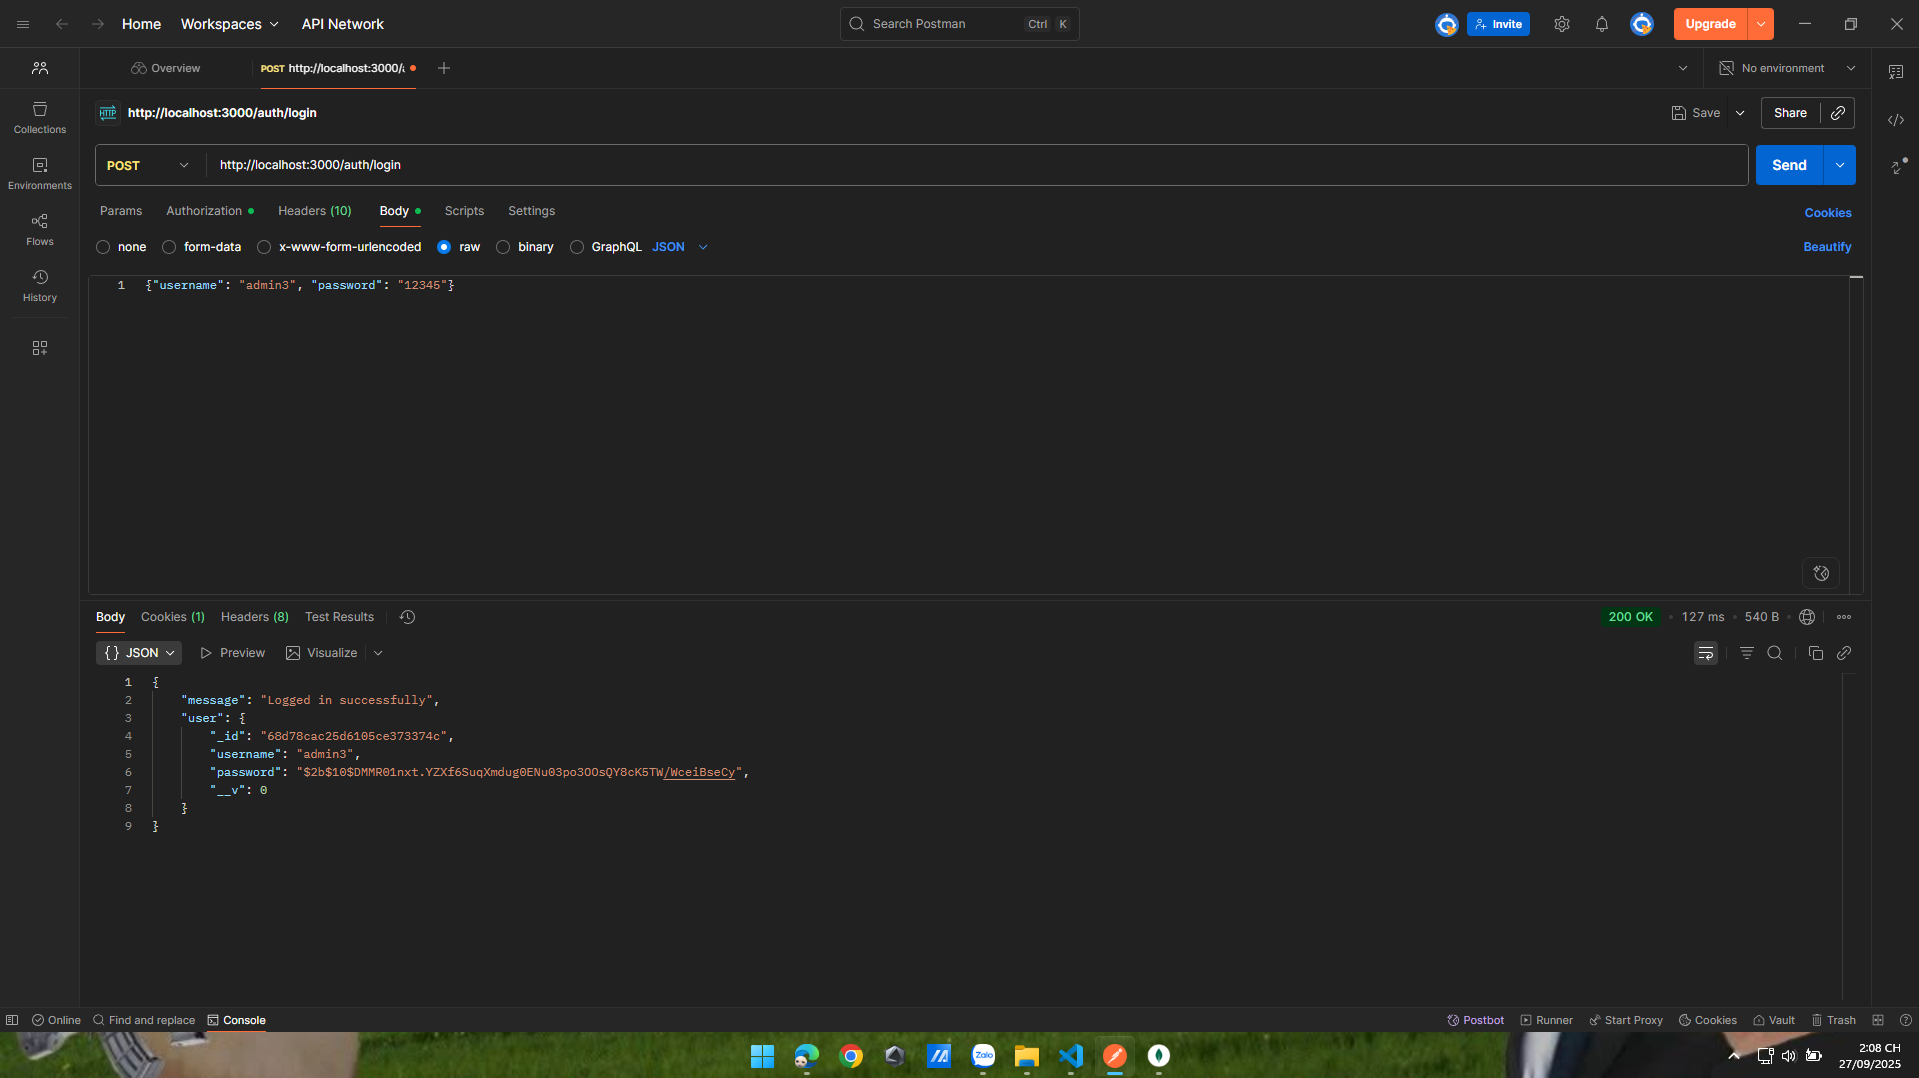 Home Workspaces API Network Search Postman Ctrl K Invite Upgrade
Overview POST http://localhost:3000/a No environment
HTTP http://localhost:3000/auth/login Save Share
Collections
POST http://localhost:3000/auth/login Send
Environments
Params Authorization Headers (10) Body Scripts Settings Cookies
Flows
none form-data x-www-form-urlencoded raw binary GraphQL JSON Beautify
History
1 {"username": "admin3", "password": "12345"}
Body Cookies (1) Headers (8) Test Results 200 OK 127 ms 540 B
{} JSON Preview Visualize
1 {
2 "message": "Logged in successfully",
3 "user": {
4 "_id": "68d78cac25d6105ce373374c",
5 "username": "admin3",
6 "password": "$2b$10$DMMR01nxt.YZXf6SuqXmdug0ENu03po3OOsQY8cK5TW/WceiBseCy",
7 "__v": 0
8 }
9 }
Online Find and replace Console Postbot Runner Start Proxy Cookies Vault Trash
Zalo
2:08 CH
27/09/2025